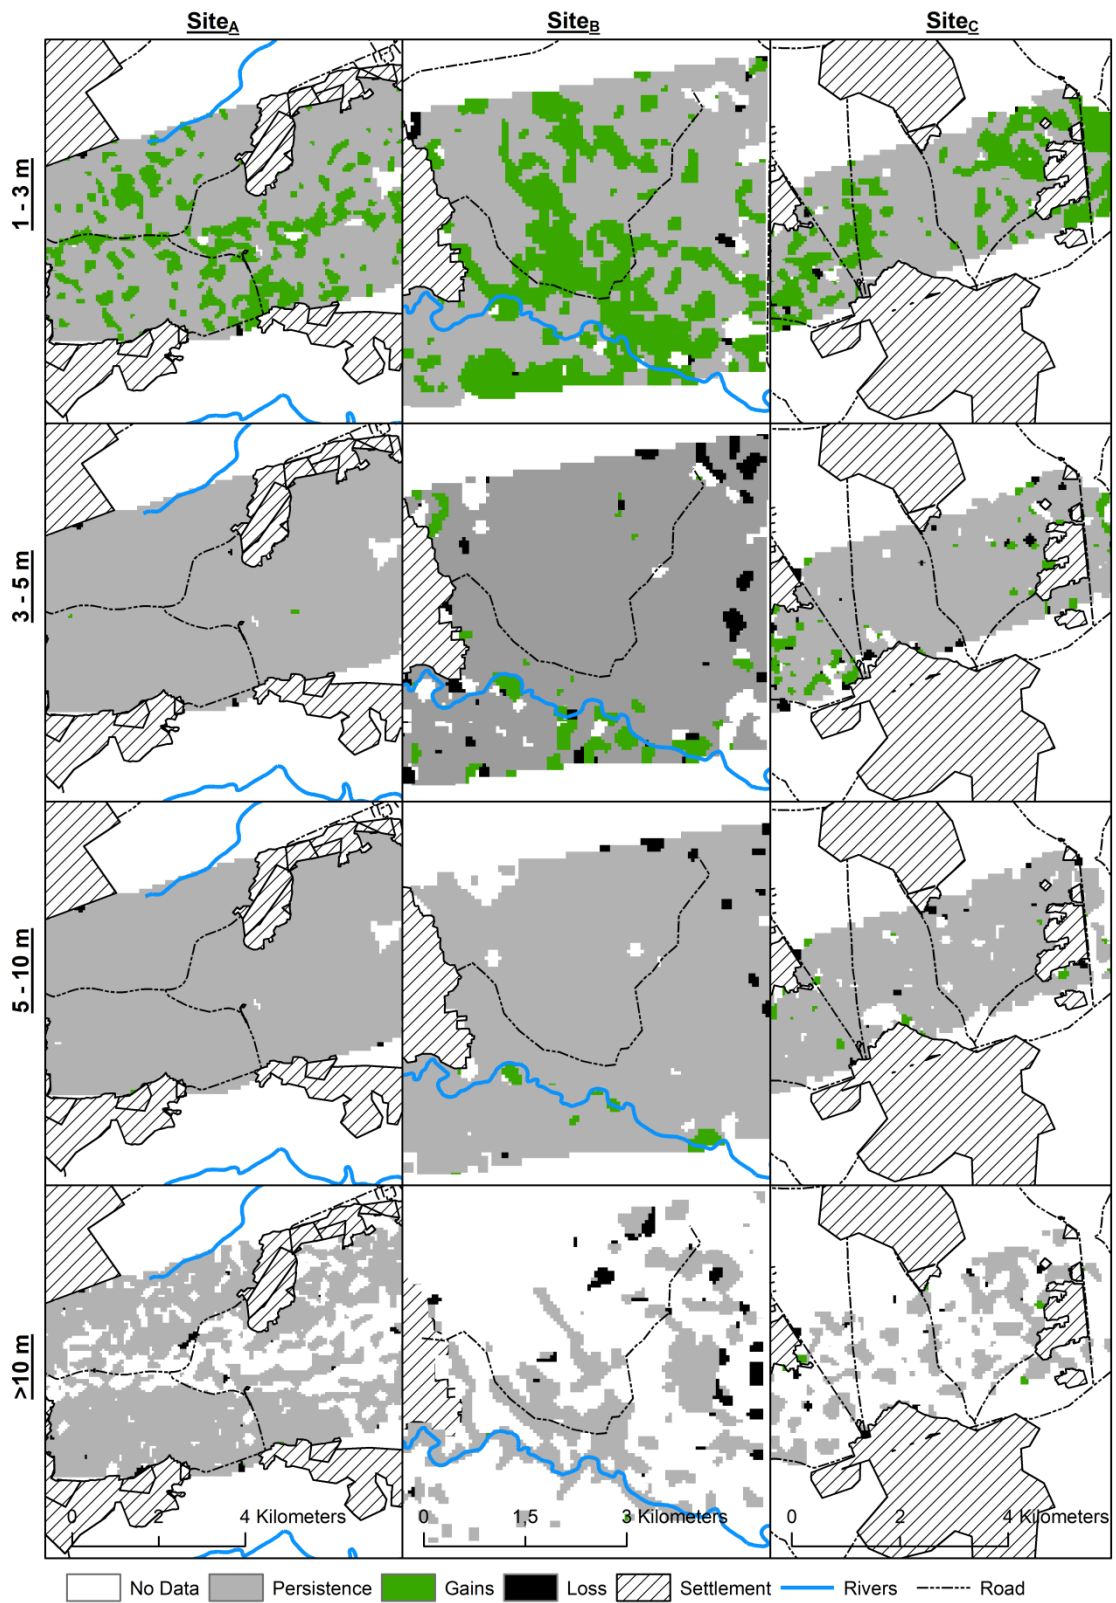 SiteA SiteB SiteC
1 - 3 m
3 - 5 m
5 - 10 m
>10 m
0 2 4 Kilometers 0 1,5 3 Kilometers 0 2 4 Kilometers
No Data Persistence Gains Loss Settlement Rivers Road